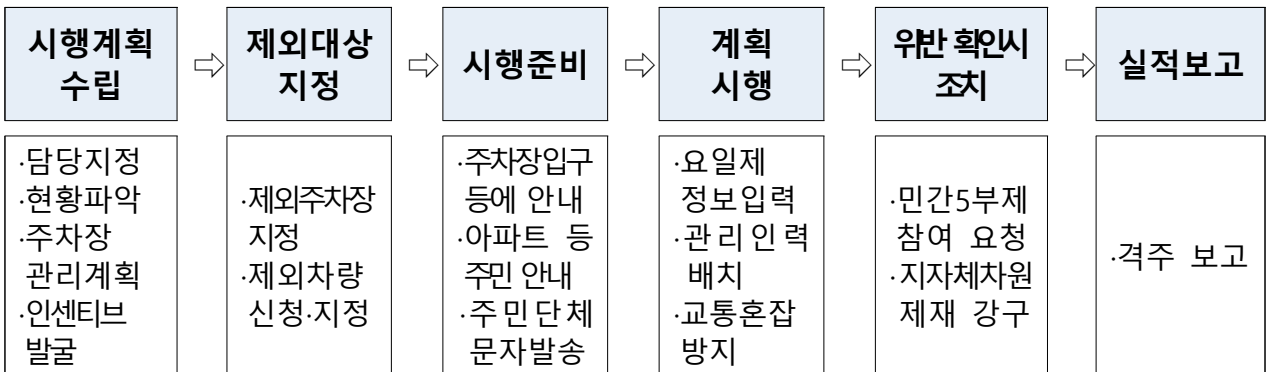 시행계획
수립
⇨
제외대상
지정
⇨
시행준비
⇨
계획
시행
⇨
위반 확인시
조치
⇨
실적보고
·담당지정
·현황파악
·주차장
관리계획
·인센티브
발굴
·제외주차장
지정
·제외차량
신청·지정
·주차장입구
등에 안내
·아파트 등
주민 안내
·주민단체
문자발송
·요일제
정보입력
·관리인력
배치
·교통혼잡
방지
·민간5부제
참여 요청
·지자체차원
제재 강구
·격주 보고